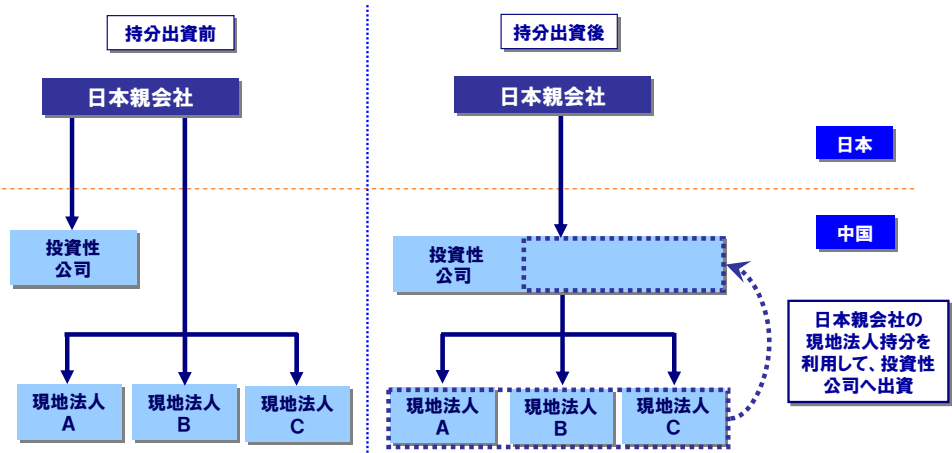 持分出資前
日本親会社
投資性
公司
現地法人
A
現地法人
B
現地法人
C
持分出資後
日本親会社
投資性
公司
現地法人
A
現地法人
B
現地法人
C
日本
中国
日本親会社の
現地法人持分を
利用して、投資性
公司へ出資